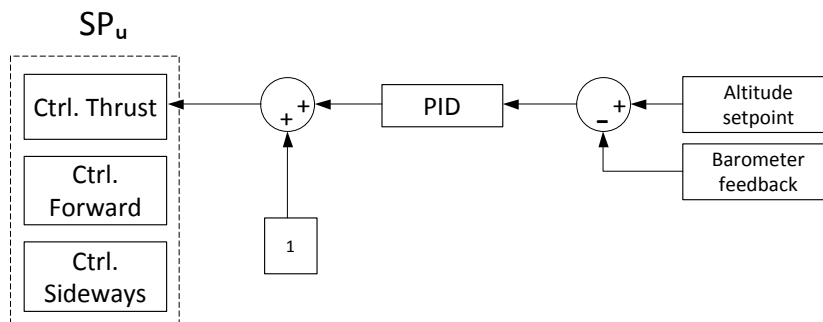 SPu
Ctrl. Thrust
Ctrl.
Forward
Ctrl.
Sideways
+
+
1
PID
+
-
Altitude
setpoint
Barometer
feedback